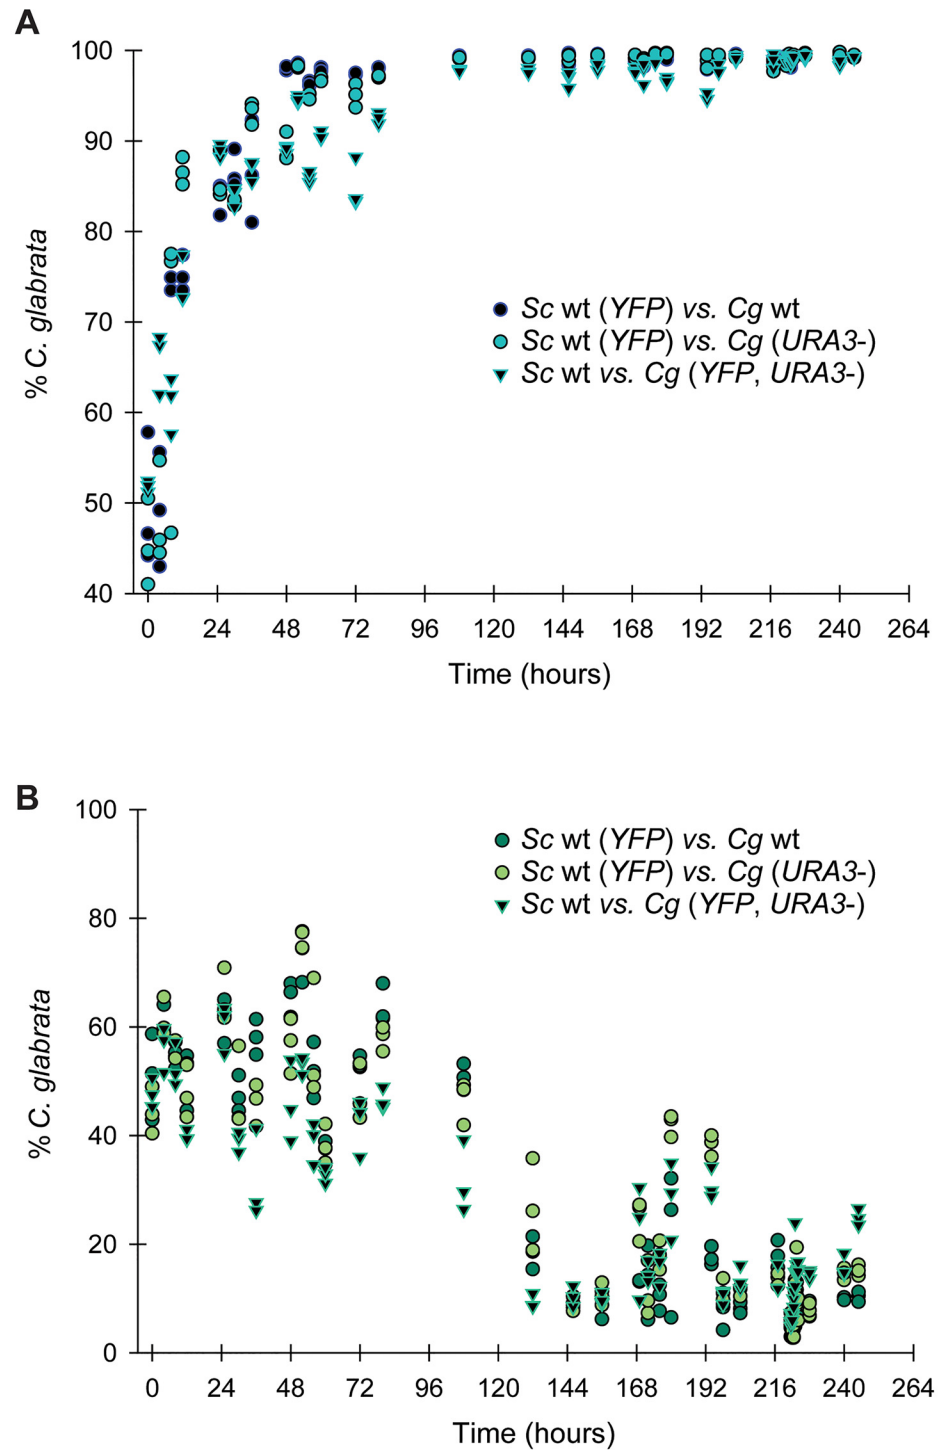 A
100
90
80
70
60
50
40
% C. glabrata
Sc wt (YFP) vs. Cg wt
Sc wt (YFP) vs. Cg (URA3-)
Sc wt vs. Cg (YFP, URA3-)
0 24 48 72 96 120 144 168 192 216 240 264
Time (hours)
B
100
80
60
40
20
0
% C. glabrata
Sc wt (YFP) vs. Cg wt
Sc wt (YFP) vs. Cg (URA3-)
Sc wt vs. Cg (YFP, URA3-)
0 24 48 72 96 120 144 168 192 216 240 264
Time (hours)